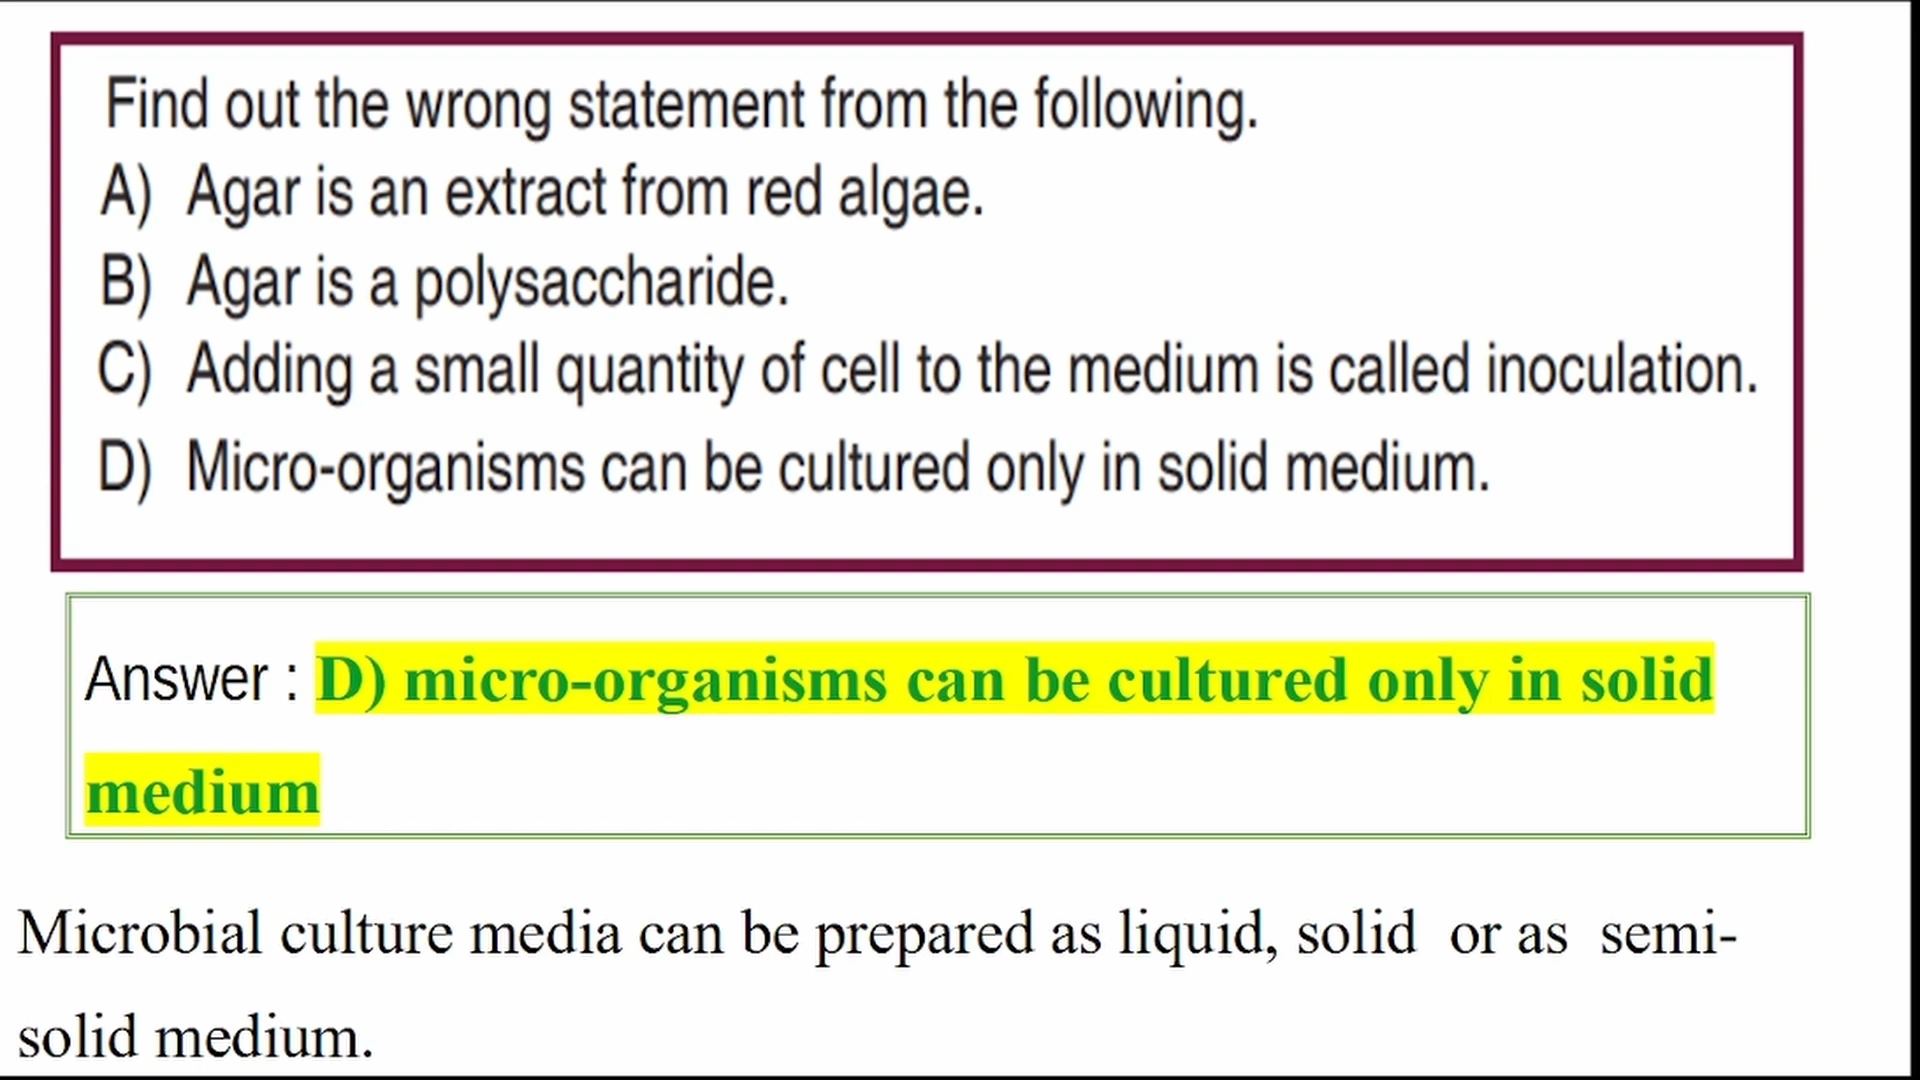 Find out the wrong statement from the following.
A) Agar is an extract from red algae.
B) Agar is a polysaccharide.
C) Adding a small quantity of cell to the medium is called inoculation.
D) Micro-organisms can be cultured only in solid medium.
Answer : D) micro-organisms can be cultured only in solid
medium
Microbial culture media can be prepared as liquid, solid or as semi-
solid medium.